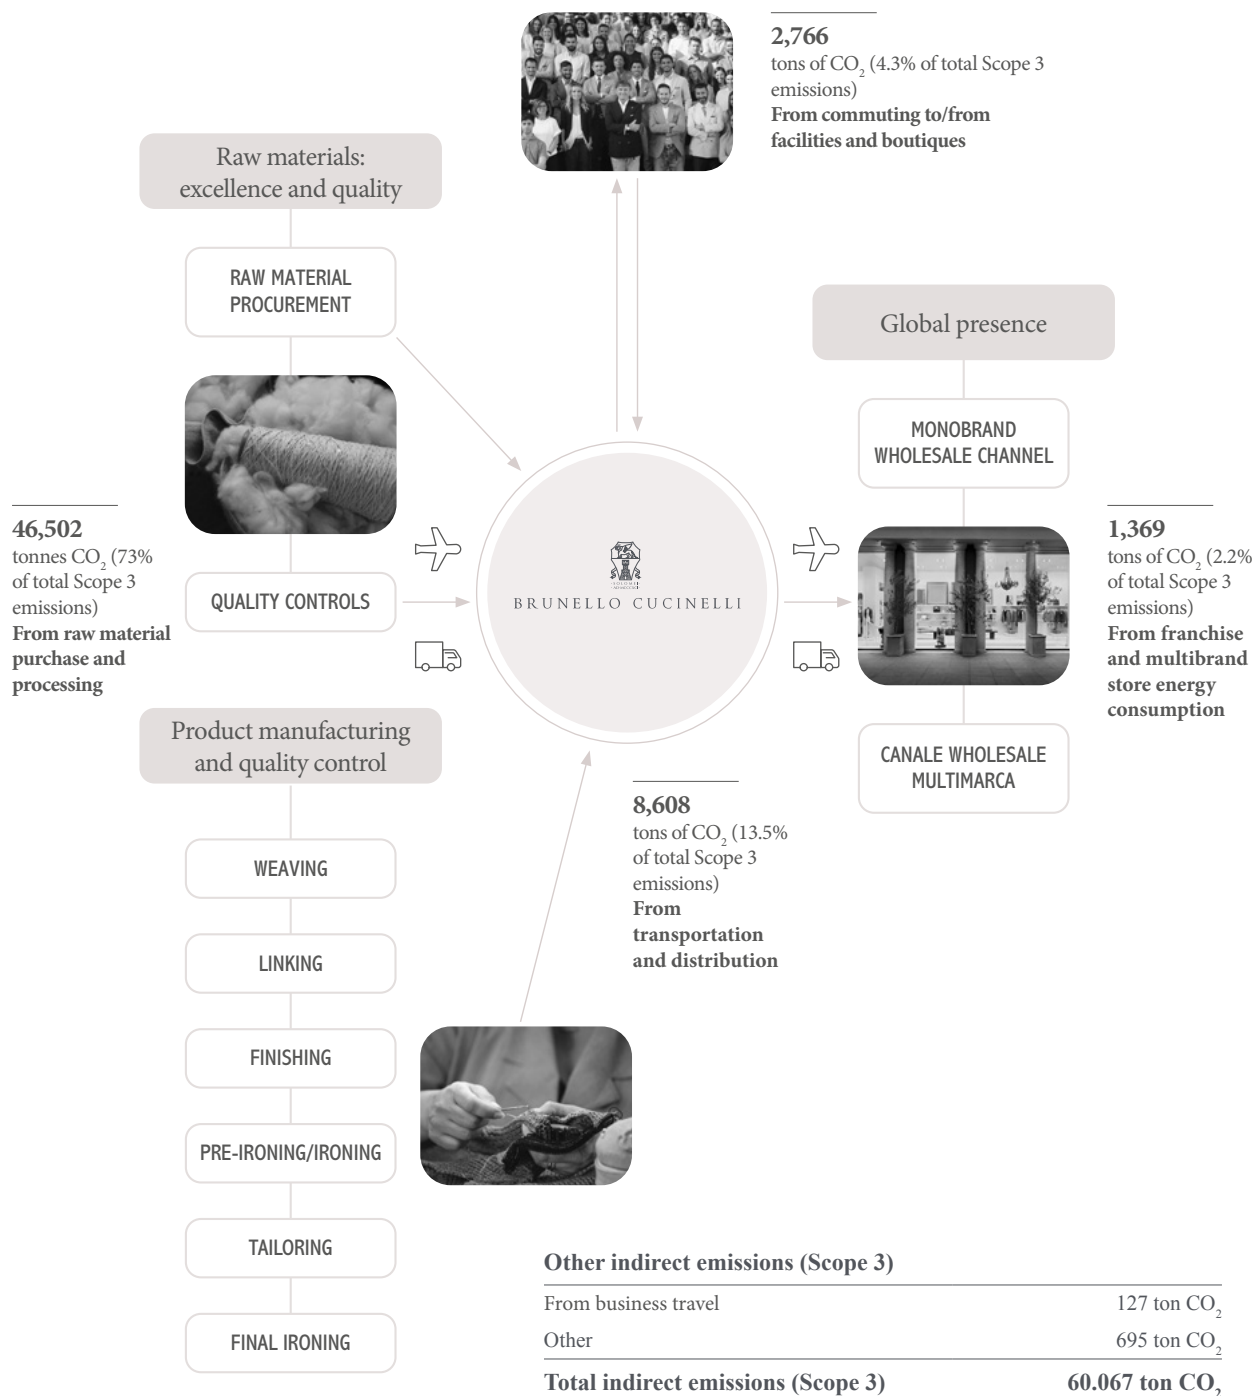 2,766
tons of CO2 (4.3% of total Scope 3
emissions)
From commuting to/from
facilities and boutiques
Raw materials:
excellence and quality
RAW MATERIAL
PROCUREMENT
QUALITY CONTROLS
46,502
tonnes CO2 (73%
of total Scope 3
emissions)
From raw material
purchase and
processing
BRUNELLO CUCINELLI
Global presence
MONOBRAND
WHOLESALE CHANNEL
CANALE WHOLESALE
MULTIMARCA
1,369
tons of CO2 (2.2%
of total Scope 3
emissions)
From franchise
and multibrand
store energy
consumption
Product manufacturing
and quality control
WEAVING
LINKING
FINISHING
PRE-IRONING/IRONING
TAILORING
FINAL IRONING
8,608
tons of CO2 (13.5%
of total Scope 3
emissions)
From
transportation
and distribution
Other indirect emissions (Scope 3)
From business travel 127 ton CO2
Other 695 ton CO2
Total indirect emissions (Scope 3) 60.067 ton CO2